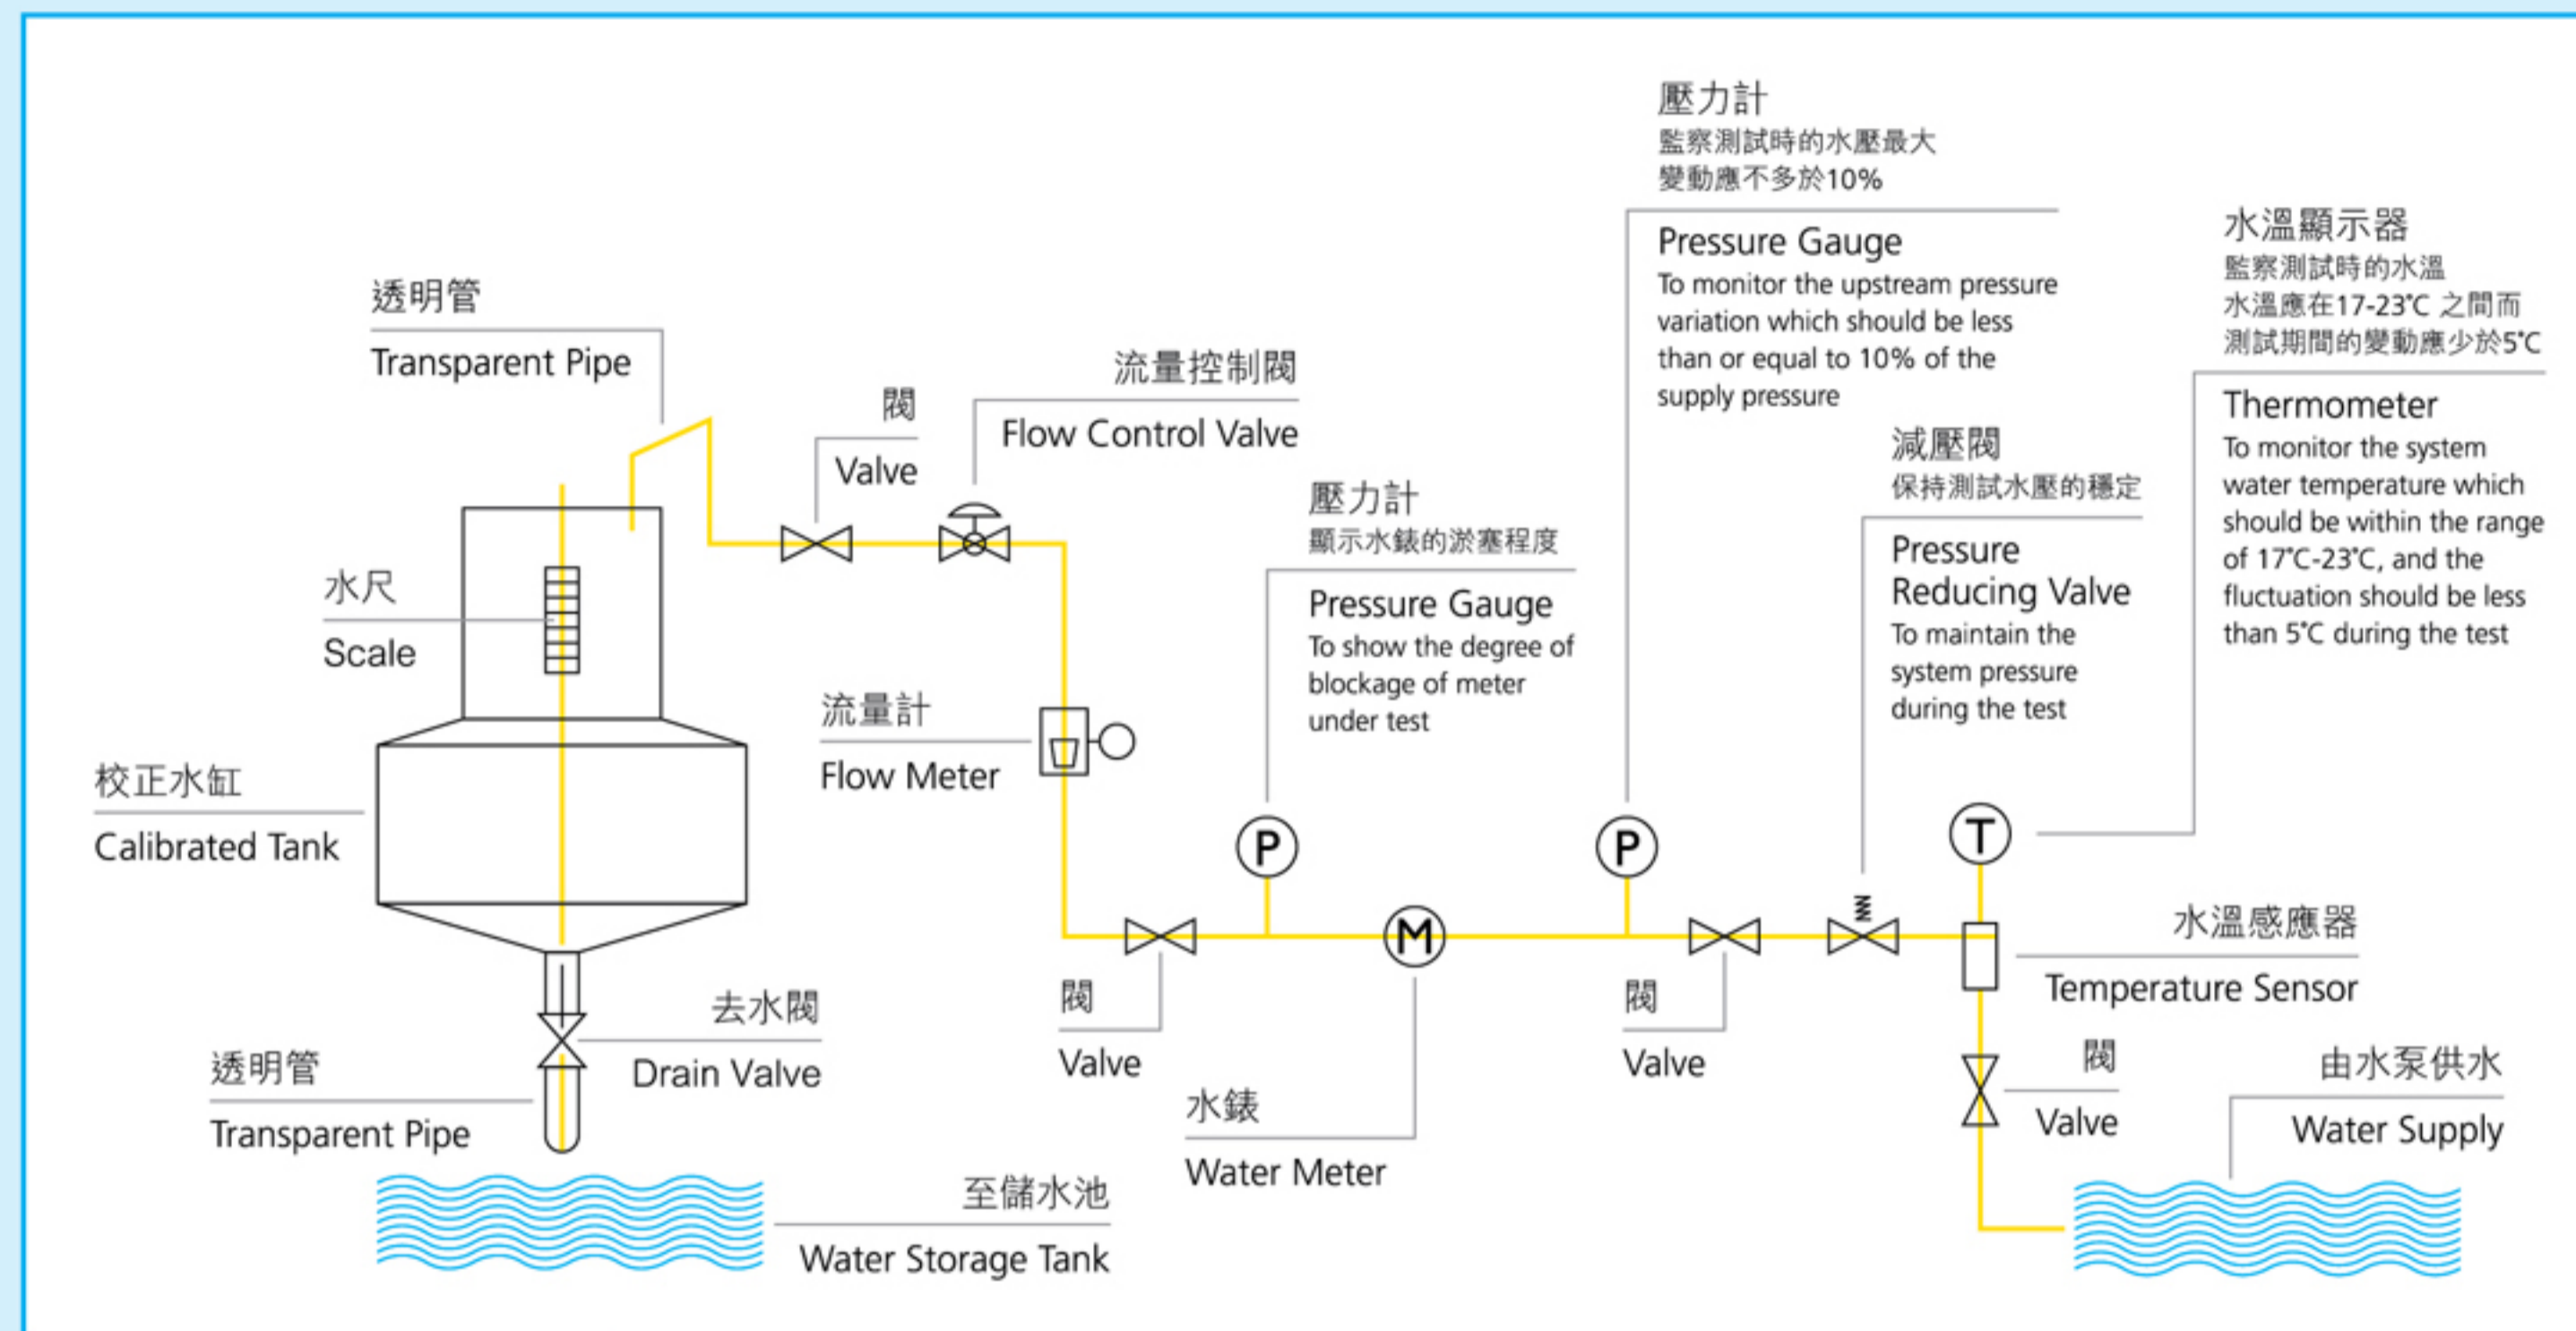 壓力計
監察測試時的水壓最大
變動應不多於10%
Pressure Gauge
To monitor the upstream pressure
variation which should be less
than or equal to 10% of the
supply pressure
水溫顯示器
監察測試時的水溫
水溫應在17-23°C 之間而
測試期間的變動應少於5°C
Thermometer
To monitor the system
water temperature which
should be within the range
of 17°C-23°C, and the
fluctuation should be less
than 5°C during the test
透明管
Transparent Pipe
閥
Valve
流量控制閥
Flow Control Valve
壓力計
顯示水錶的淤塞程度
Pressure Gauge
To show the degree of
blockage of meter
under test
減壓閥
保持測試水壓的穩定
Pressure
Reducing Valve
To maintain the
system pressure
during the test
水尺
Scale
流量計
Flow Meter
校正水缸
Calibrated Tank
P
P
T
M
水溫感應器
Temperature Sensor
去水閥
Drain Valve
閥
Valve
閥
Valve
閥
Valve
由水泵供水
Water Supply
透明管
Transparent Pipe
水錶
Water Meter
至儲水池
Water Storage Tank